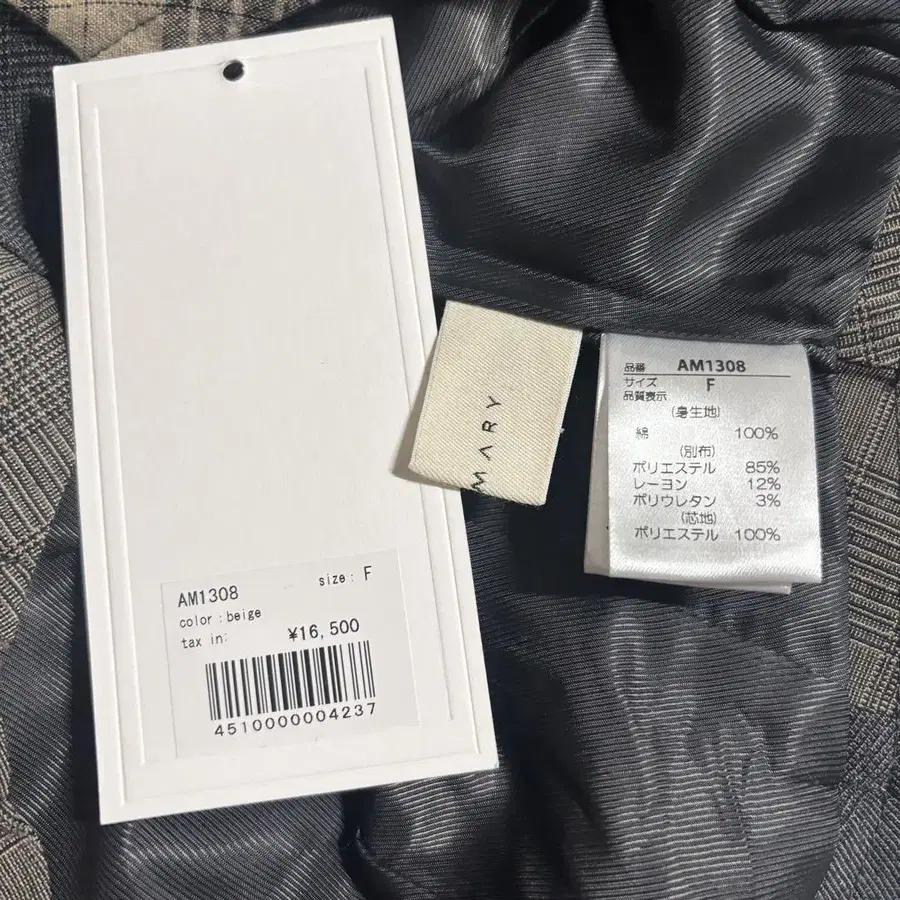 AM1308 size: F
color:beige
tax in: ¥16,500
4510000004237
MARY
品番 AM1308
サイズ F
品質表示
(身生地)
綿 100%
(別布)
ポリエステル 85%
レーヨン 12%
ポリウレタン 3%
(芯地)
ポリエステル 100%